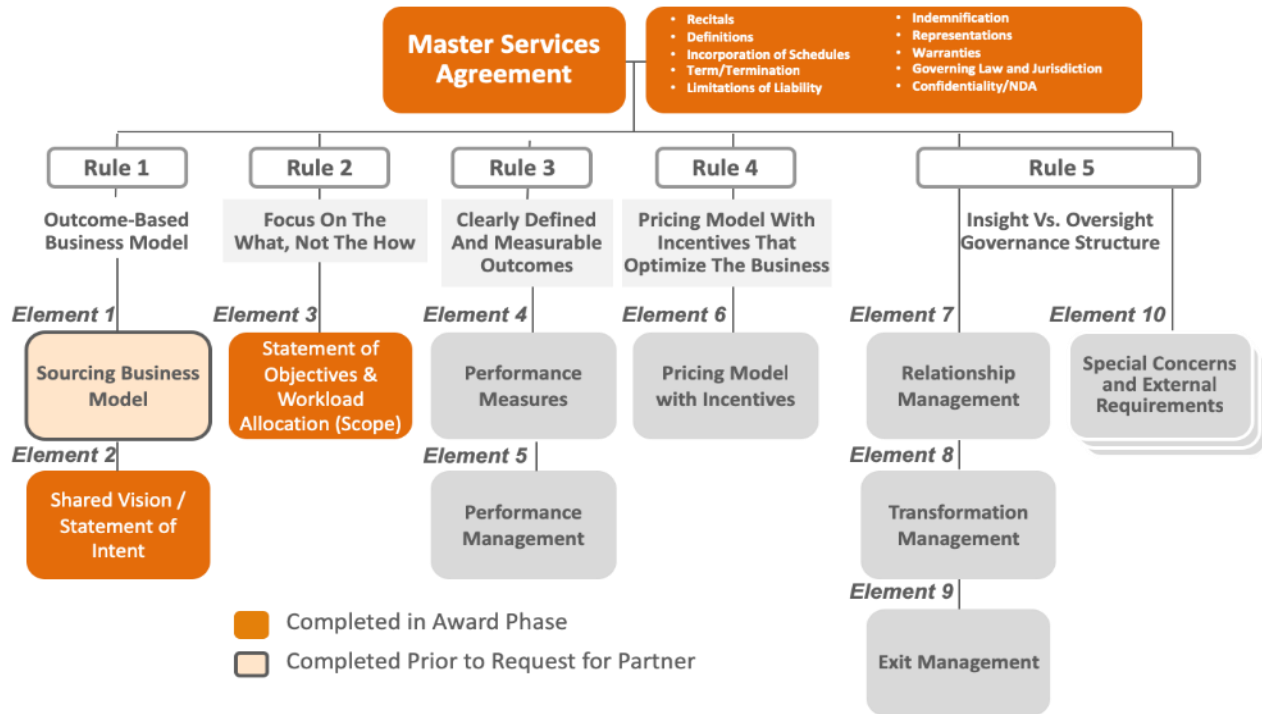 Master Services
Agreement
• Recitals
• Definitions
• Incorporation of Schedules
• Term/Termination
• Limitations of Liability
• Indemnification
• Representations
• Warranties
• Governing Law and Jurisdiction
• Confidentiality/NDA
Rule 1
Rule 2
Rule 3
Rule 4
Rule 5
Outcome-Based
Business Model
Focus On The
What, Not The How
Clearly Defined
And Measurable
Outcomes
Pricing Model With
Incentives That
Optimize The Business
Insight Vs. Oversight
Governance Structure
Element 1
Sourcing Business
Model
Element 2
Shared Vision /
Statement of
Intent
Element 3
Statement of
Objectives &
Workload
Allocation (Scope)
Element 4
Performance
Measures
Element 5
Performance
Management
Element 6
Pricing Model
with Incentives
Element 7
Relationship
Management
Element 8
Transformation
Management
Element 9
Exit Management
Element 10
Special Concerns
and External
Requirements
Completed in Award Phase
Completed Prior to Request for Partner